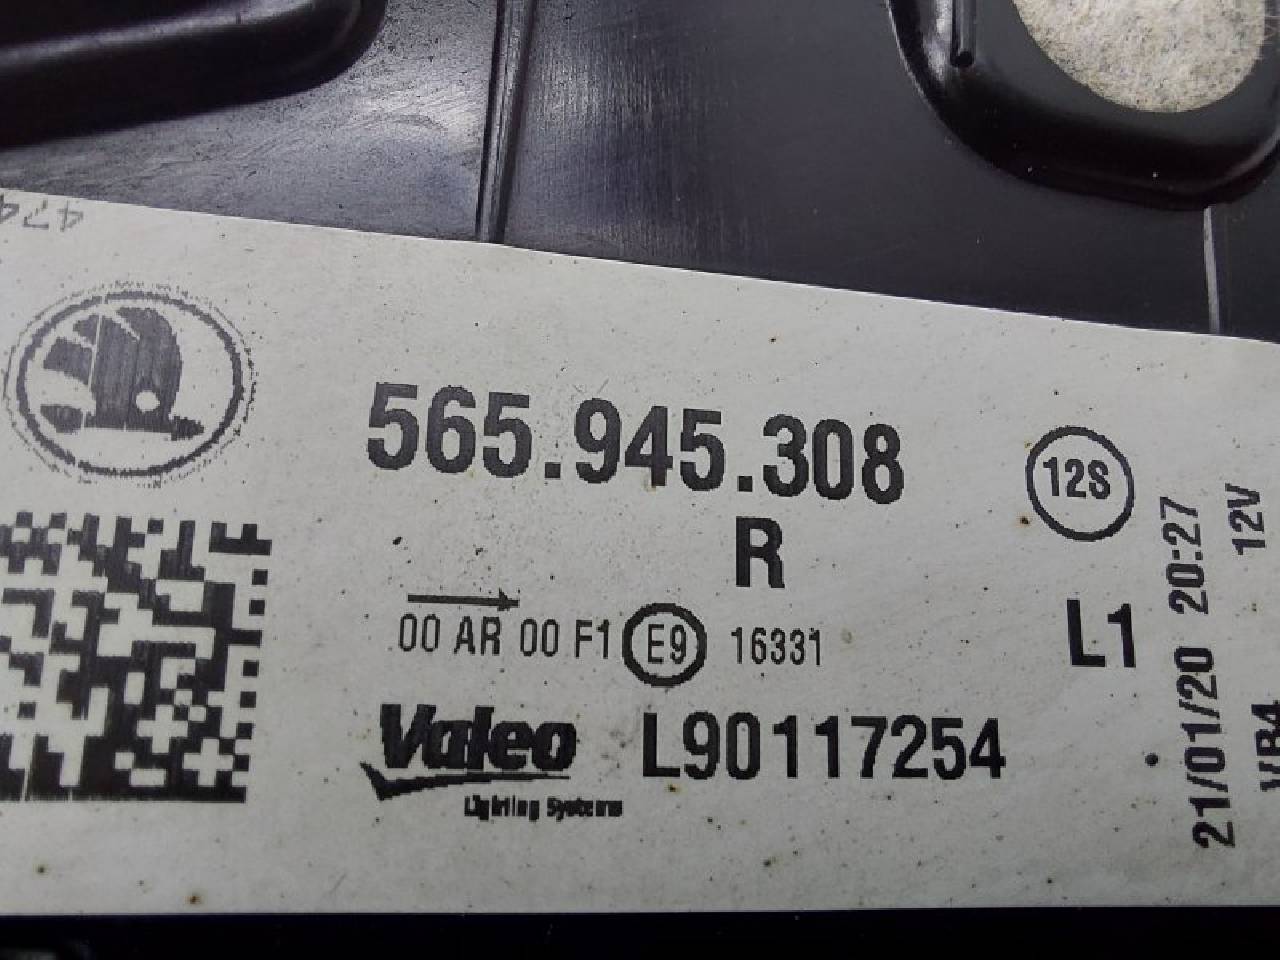 474
565.945.308
R
12S
00 AR 00 F1 E9 16331
L1
Valeo L90117254
Lighting Systems
21/01/20 20:27
12V